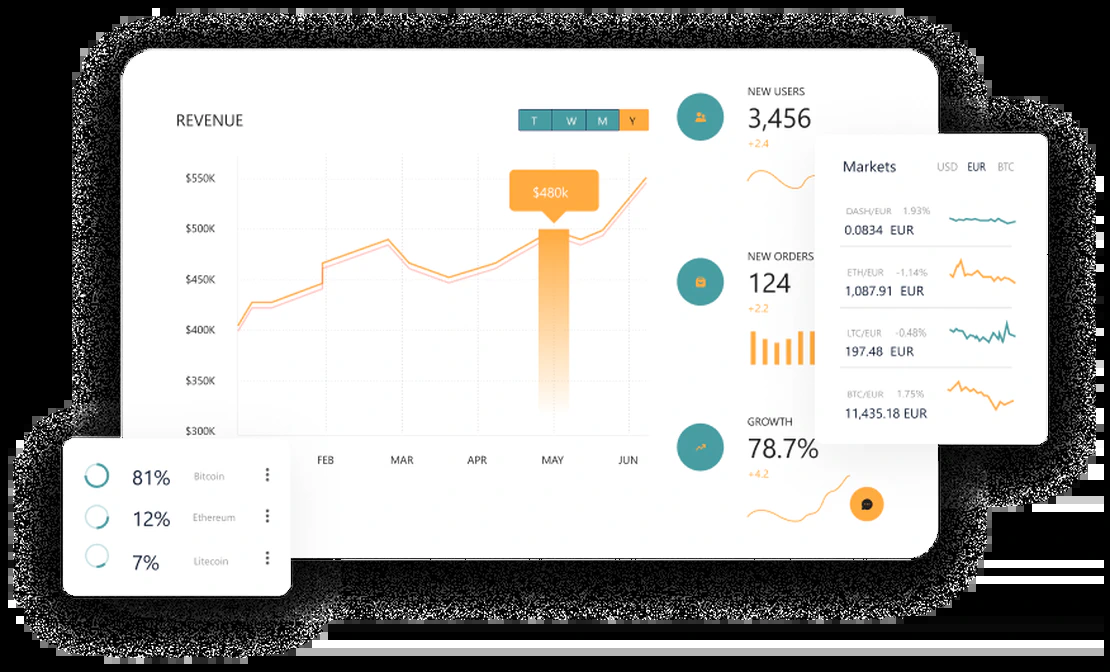 REVENUE
T W M Y
$550K
$500K
$450K
$400K
$350K
$300K
$480k
FEB MAR APR MAY JUN
NEW USERS
3,456
+2.4
NEW ORDERS
124
+2.2
GROWTH
78.7%
+4.2
Markets USD EUR BTC
DASH/EUR 1.93%
0.0834 EUR
ETH/EUR -1,14%
1,087.91 EUR
LTC/EUR -0.48%
197.48 EUR
BTC/EUR 1.75%
11,435.18 EUR
81% Bitcoin
12% Ethereum
7% Litecoin